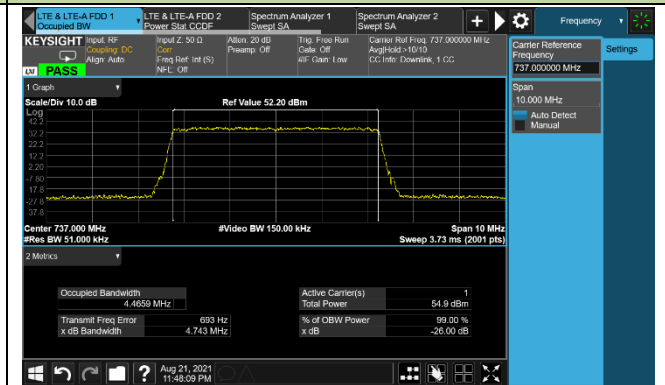 LTE & LTE-A FDD 1
Occupied BW
LTE & LTE-A FDD 2
Power Stat CCDF
Spectrum Analyzer 1
Swept SA
Spectrum Analyzer 2
Swept SA
+
Frequency
KEYSIGHT
Input: RF
Coupling: DC
Align: Auto
Input Z: 50 Ω
Corr
Freq Ref: Int (S)
NFE: Off
Atten: 20 dB
Preamp: Off
Trig: Free Run
Gate: Off
#IF Gain: Low
Carrier Ref Freq: 737.000000 MHz
Avg|Hold:>10/10
CC Info: Downlink, 1 CC
LXI
PASS
Carrier Reference
Frequency
737.000000 MHz
Settings
Span
10.000 MHz
Auto Detect
Manual
1 Graph
Scale/Div 10.0 dB
Ref Value 52.20 dBm
Log
42.2
32.2
22.2
12.2
2.20
-7.80
-17.8
-27.8
-37.8
Center 737.000 MHz
#Video BW 150.00 kHz
Span 10 MHz
#Res BW 51.000 kHz
Sweep 3.73 ms (2001 pts)
2 Metrics
Occupied Bandwidth
4.4659 MHz
Active Carrier(s) 1
Total Power 54.9 dBm
Transmit Freq Error 693 Hz
x dB Bandwidth 4.743 MHz
% of OBW Power 99.00 %
x dB -26.00 dB
?
Aug 21, 2021
11:48:09 PM